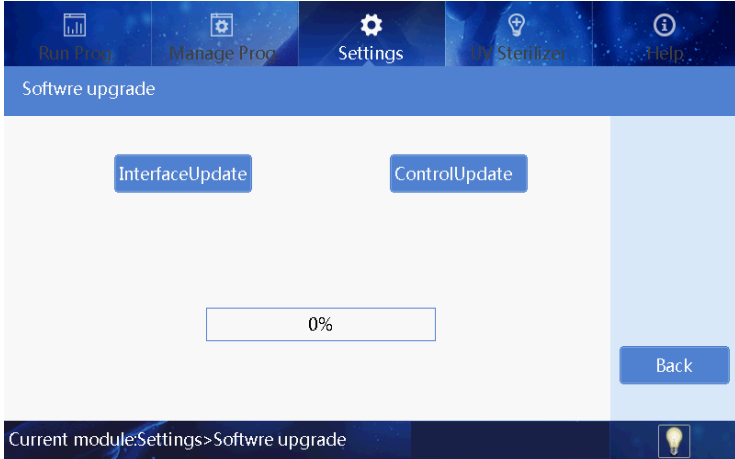 Run Prog
Manage Prog
Settings
UV Sterilizer
Help
Softwre upgrade
InterfaceUpdate
ControlUpdate
0%
Back
Current module:Settings>Softwre upgrade